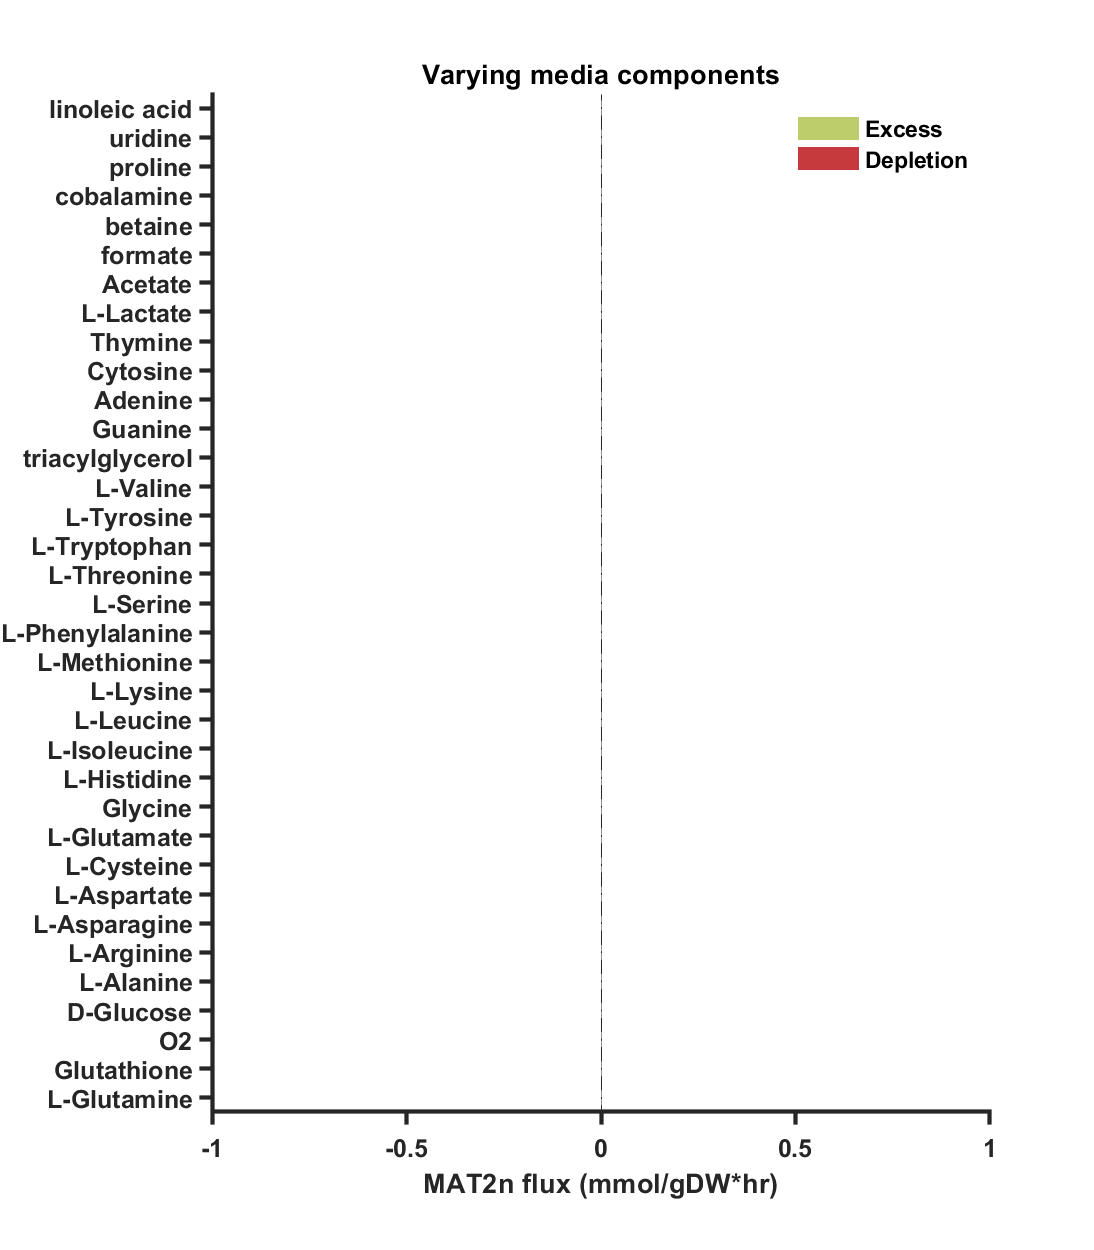 Varying media components
Excess
Depletion
linoleic acid
uridine
proline
cobalamine
betaine
formate
Acetate
L-Lactate
Thymine
Cytosine
Adenine
Guanine
triacylglycerol
L-Valine
L-Tyrosine
L-Tryptophan
L-Threonine
L-Serine
L-Phenylalanine
L-Methionine
L-Lysine
L-Leucine
L-Isoleucine
L-Histidine
Glycine
L-Glutamate
L-Cysteine
L-Aspartate
L-Asparagine
L-Arginine
L-Alanine
D-Glucose
O2
Glutathione
L-Glutamine
-1 -0.5 0 0.5 1
MAT2n flux (mmol/gDW*hr)